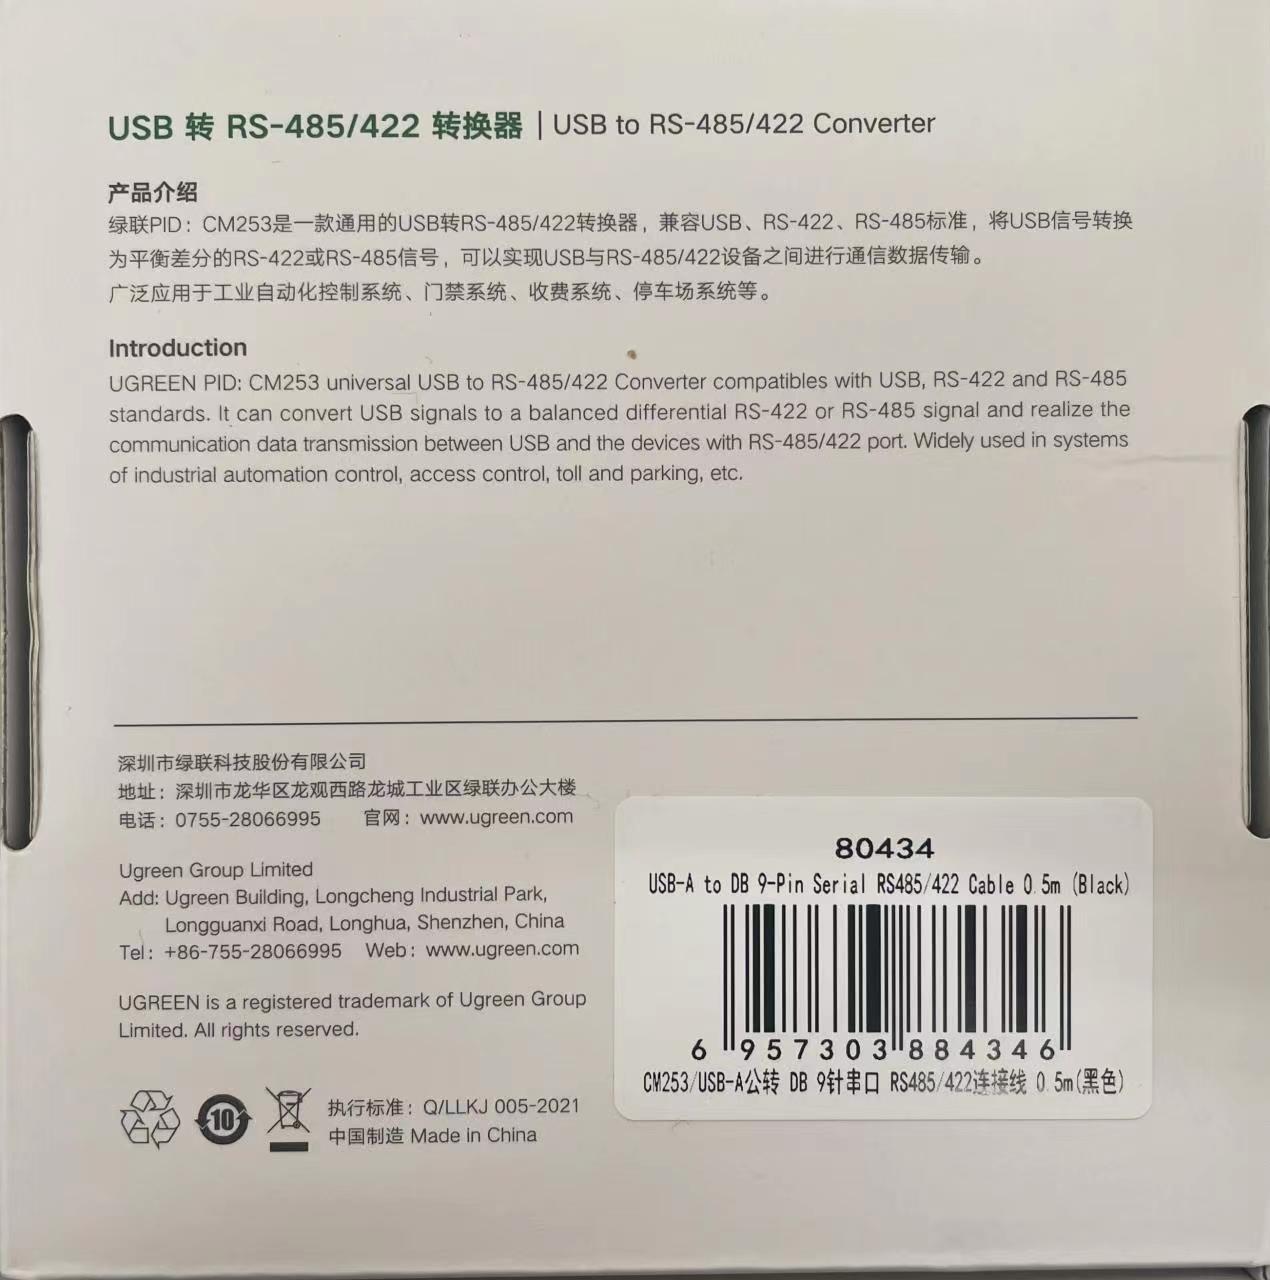 USB 转 RS-485/422 转换器 | USB to RS-485/422 Converter
产品介绍
绿联PID：CM253是一款通用的USB转RS-485/422转换器，兼容USB、RS-422、RS-485标准，将USB信号转换
为平衡差分的RS-422或RS-485信号，可以实现USB与RS-485/422设备之间进行通信数据传输。
广泛应用于工业自动化控制系统、门禁系统、收费系统、停车场系统等。
Introduction
UGREEN PID: CM253 universal USB to RS-485/422 Converter compatibles with USB, RS-422 and RS-485
standards. It can convert USB signals to a balanced differential RS-422 or RS-485 signal and realize the
communication data transmission between USB and the devices with RS-485/422 port. Widely used in systems
of industrial automation control, access control, toll and parking, etc.
深圳市绿联科技股份有限公司
地址：深圳市龙华区龙观西路龙城工业区绿联办公大楼
电话：0755-28066995 官网：www.ugreen.com
Ugreen Group Limited
Add: Ugreen Building, Longcheng Industrial Park,
Longguanxi Road, Longhua, Shenzhen, China
Tel: +86-755-28066995 Web: www.ugreen.com
UGREEN is a registered trademark of Ugreen Group
Limited. All rights reserved.
10
执行标准：Q/LLKJ 005-2021
中国制造 Made in China
80434
USB-A to DB 9-Pin Serial RS485/422 Cable 0.5m (Black)
6 957303 884346
CM253/USB-A公转 DB 9针串口 RS485/422连接线 0.5m(黑色)